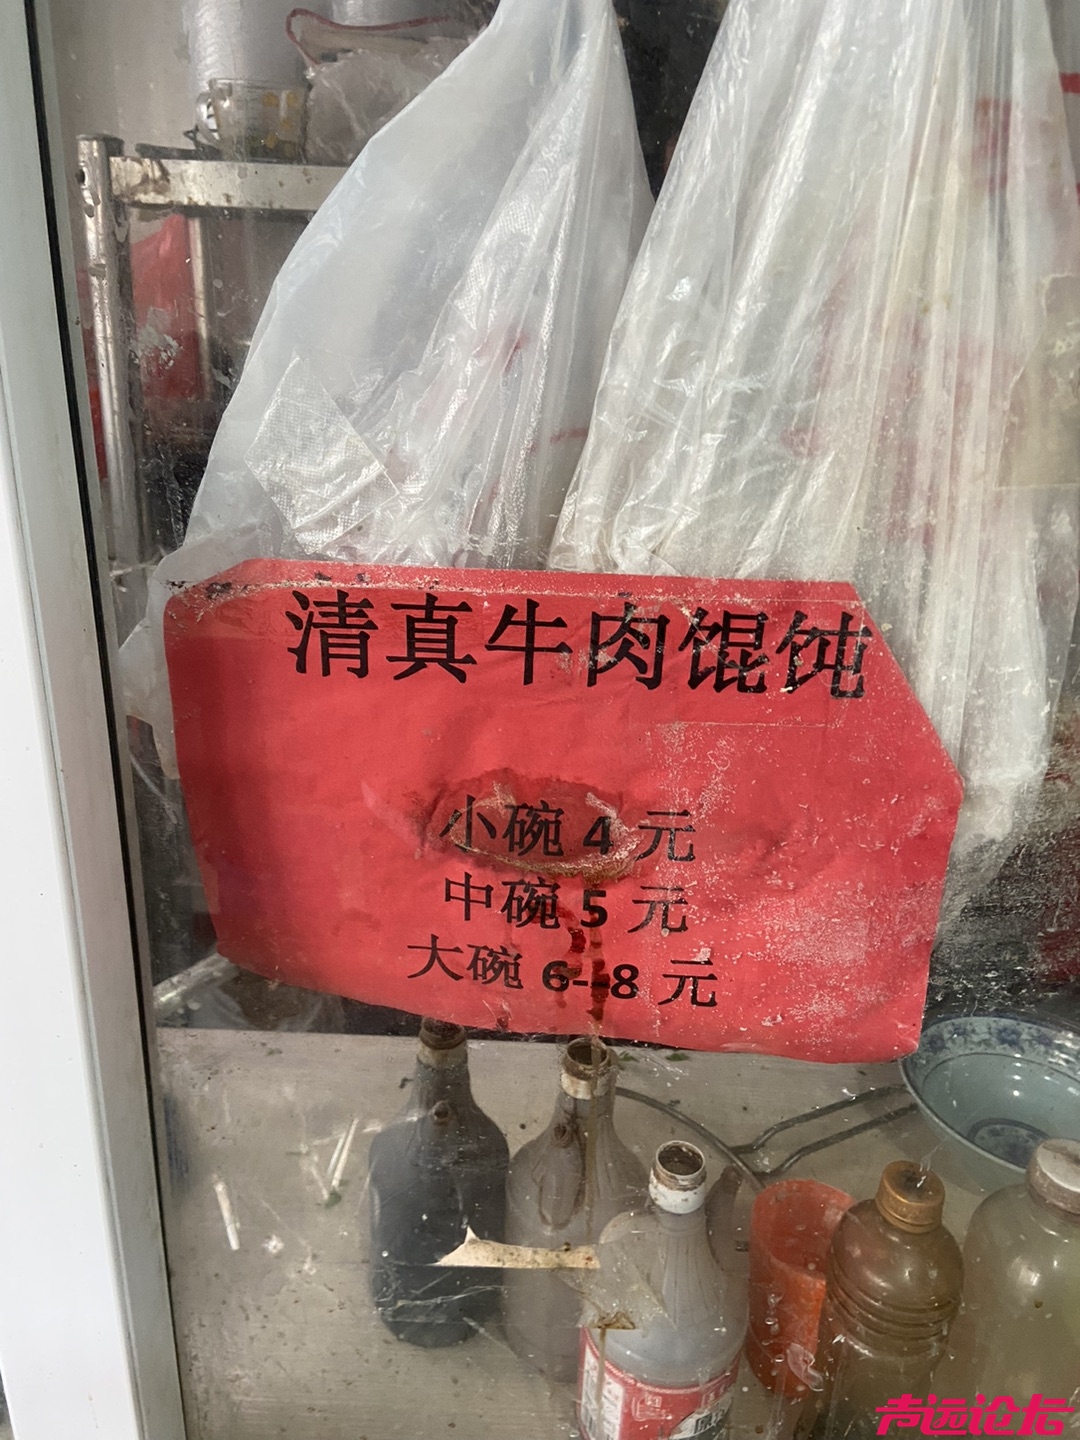 清真牛肉馄饨
小碗 4 元
中碗 5 元
大碗 6--8 元
声远论坛